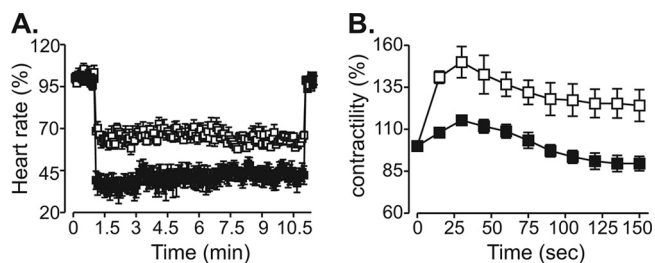 A.
Heart rate (%)
120
95
70
45
20
0 1.5 3 4.5 6 7.5 9 10.5
Time (min)
B.
contractility (%)
160
135
110
85
60
0 25 50 75 100 125 150
Time (sec)